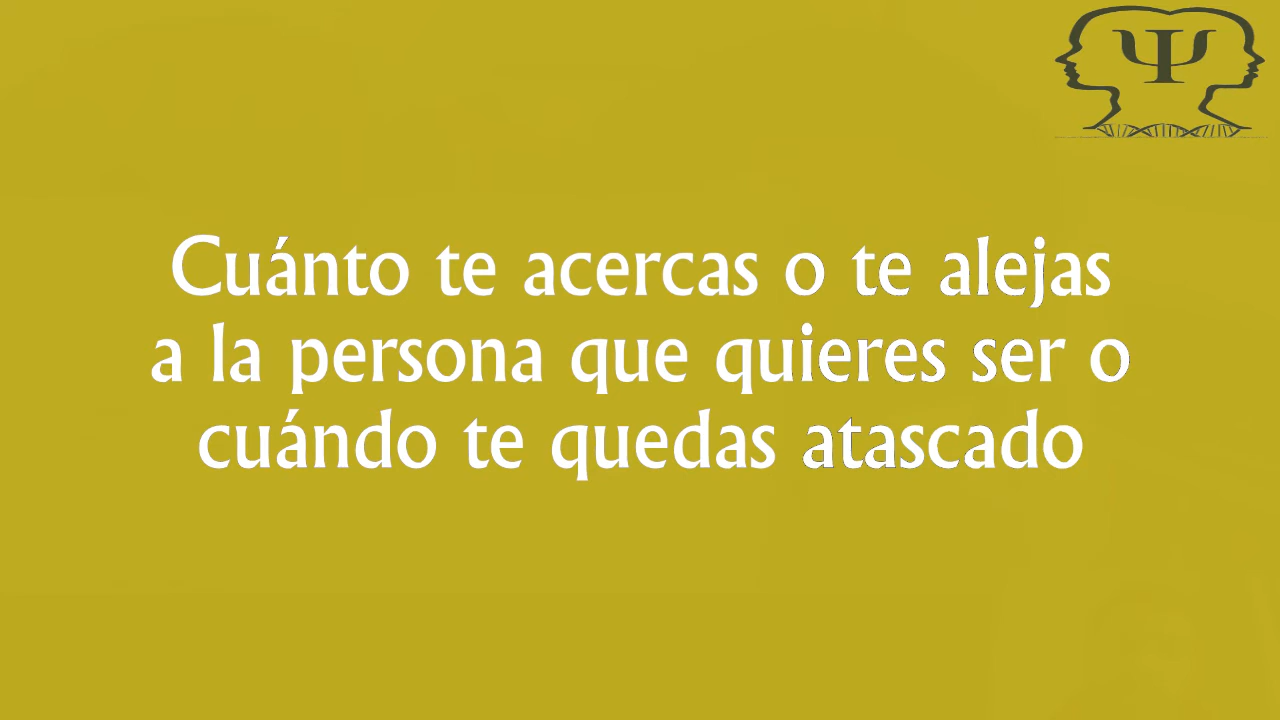 Ψ
Cuánto te acercas o te alejas
a la persona que quieres ser o
cuándo te quedas atascado